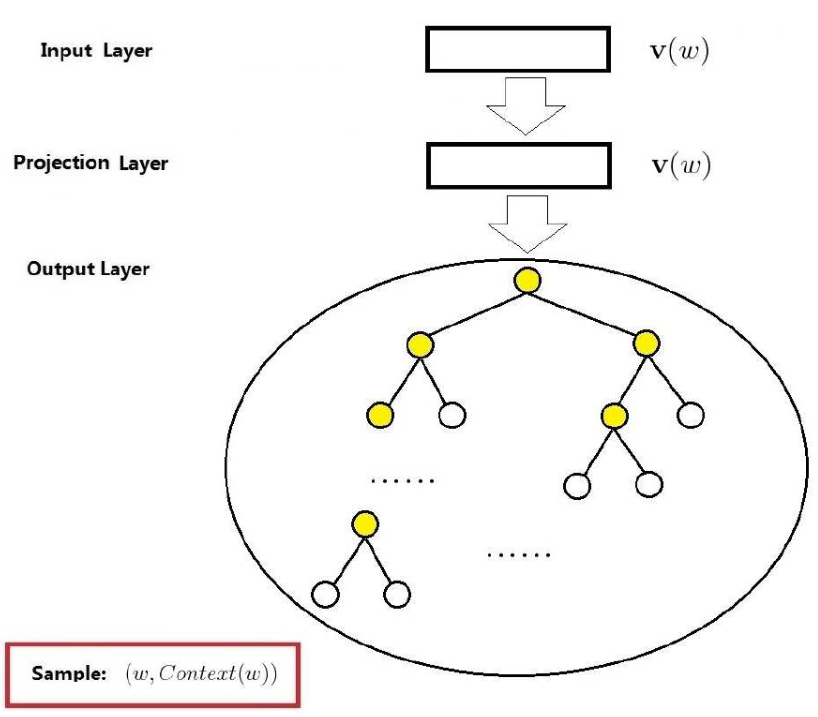 Input Layer v(w)
Projection Layer v(w)
Output Layer
......
......
Sample: (w, Context(w))